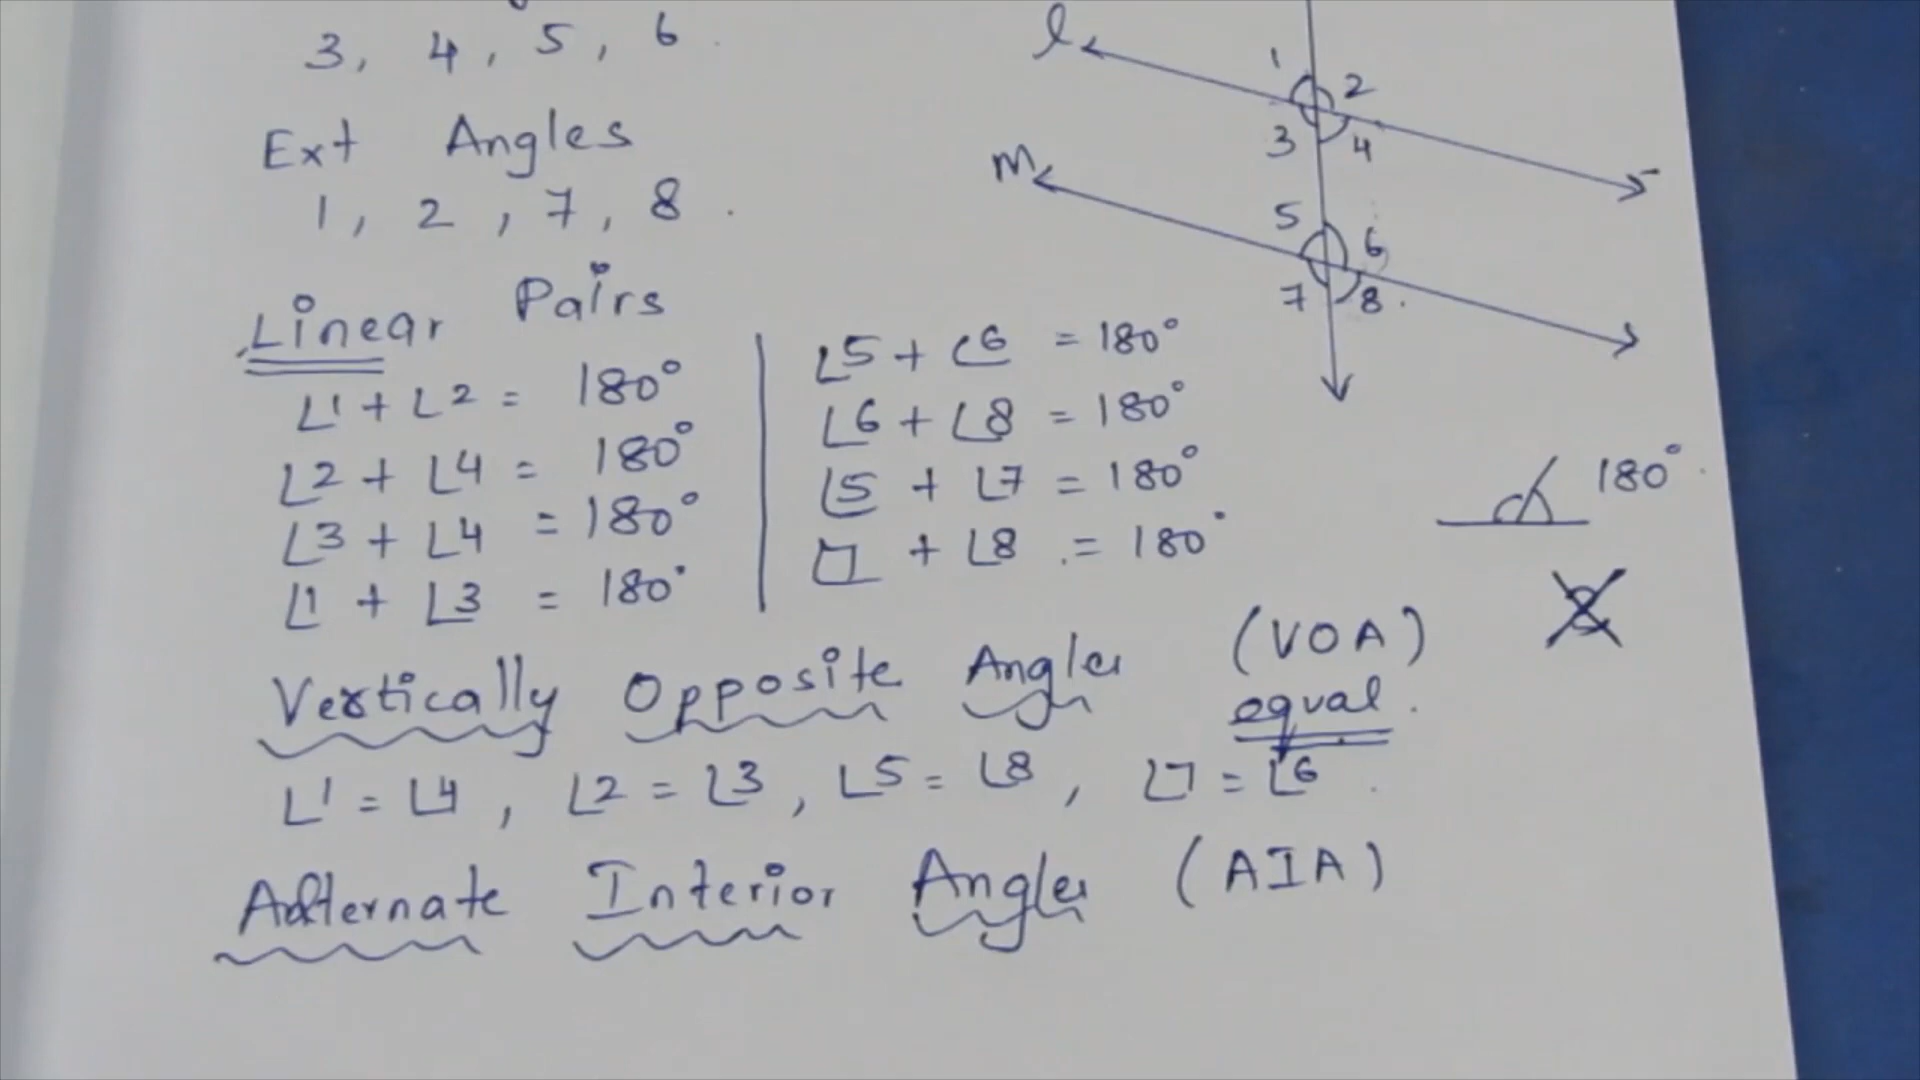 3, 4, 5, 6.
Ext Angles
1, 2, 7, 8.
Linear Pairs
∠1 + ∠2 = 180°
∠2 + ∠4 = 180°
∠3 + ∠4 = 180°
∠1 + ∠3 = 180°
∠5 + ∠6 = 180°
∠6 + ∠8 = 180°
∠5 + ∠7 = 180°
∠7 + ∠8 = 180°
Vertically Opposite Angles (VOA)
equal.
∠1 = ∠4, ∠2 = ∠3, ∠5 = ∠8, ∠7 = ∠6.
Alternate Interior Angles (AIA)
l
1 2
3 4
m
5 6
7 8.
180°